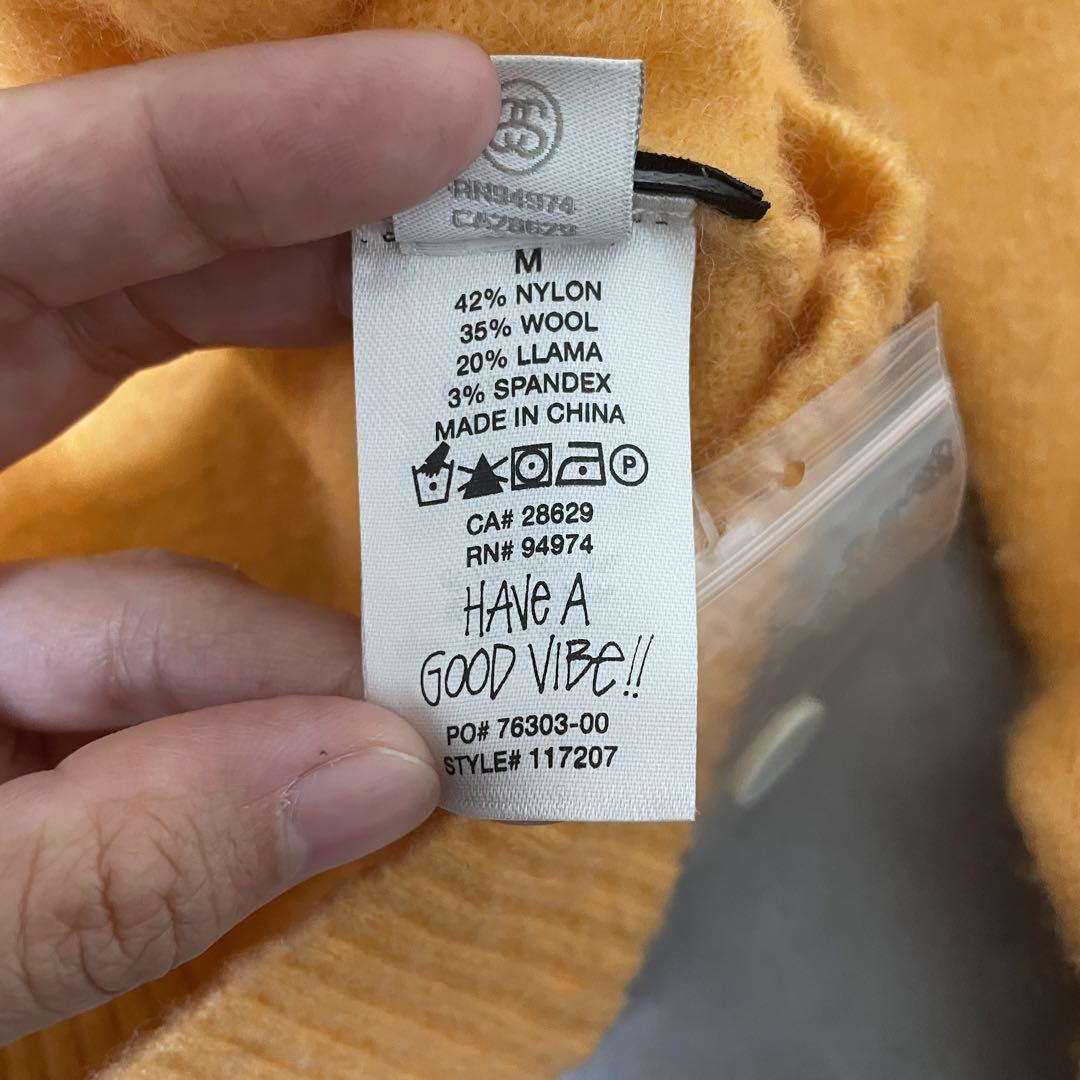 RN94974
CA28629
M
42% NYLON
35% WOOL
20% LLAMA
3% SPANDEX
MADE IN CHINA
P
CA# 28629
RN# 94974
HAVE A
GOOD VIBE!!
PO# 76303-00
STYLE# 117207